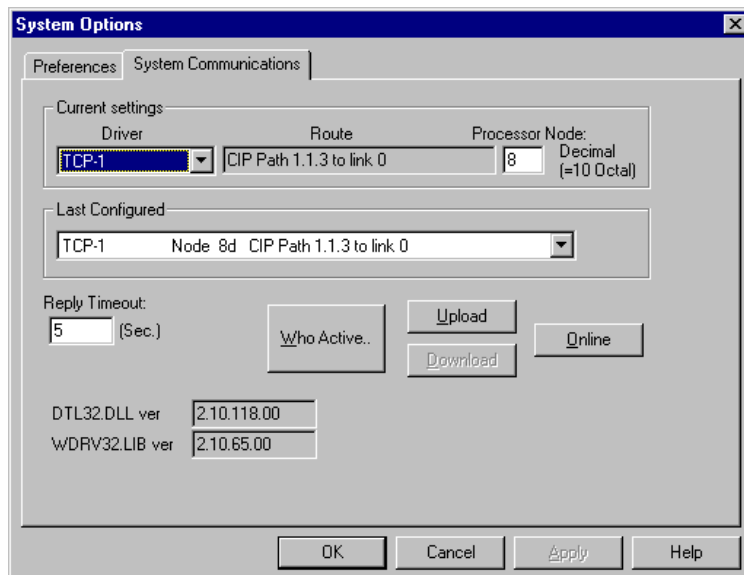 System Options
Preferences
System Communications
Current settings
Driver
Route
Processor Node:
TCP-1
CIP Path 1.1.3 to link 0
8
Decimal
(=10 Octal)
Last Configured
TCP-1 Node 8d CIP Path 1.1.3 to link 0
Reply Timeout:
5 (Sec.)
Who Active..
Upload
Download
Online
DTL32.DLL ver 2.10.118.00
WDRV32.LIB ver 2.10.65.00
OK
Cancel
Apply
Help